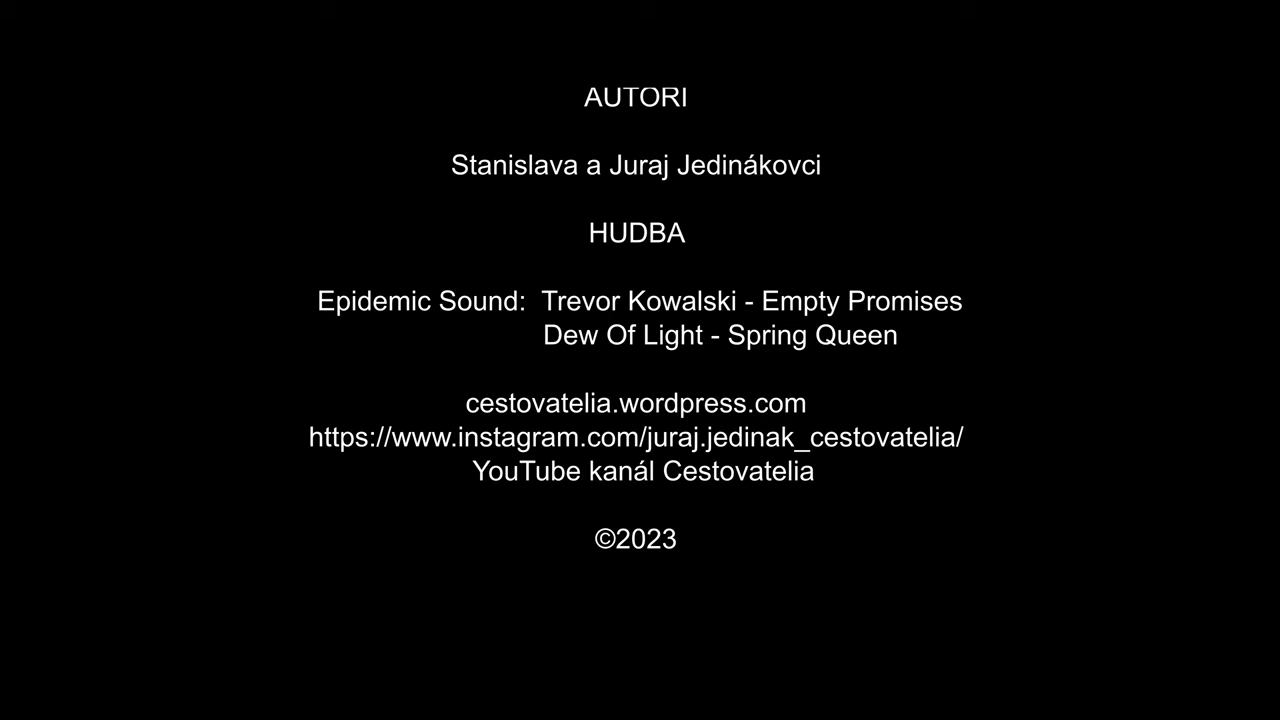 AUTORI
Stanislava a Juraj Jedinákovci
HUDBA
Epidemic Sound: Trevor Kowalski - Empty Promises
Dew Of Light - Spring Queen
cestovatelia.wordpress.com
https://www.instagram.com/juraj.jedinak_cestovatelia/
YouTube kanál Cestovatelia
©2023